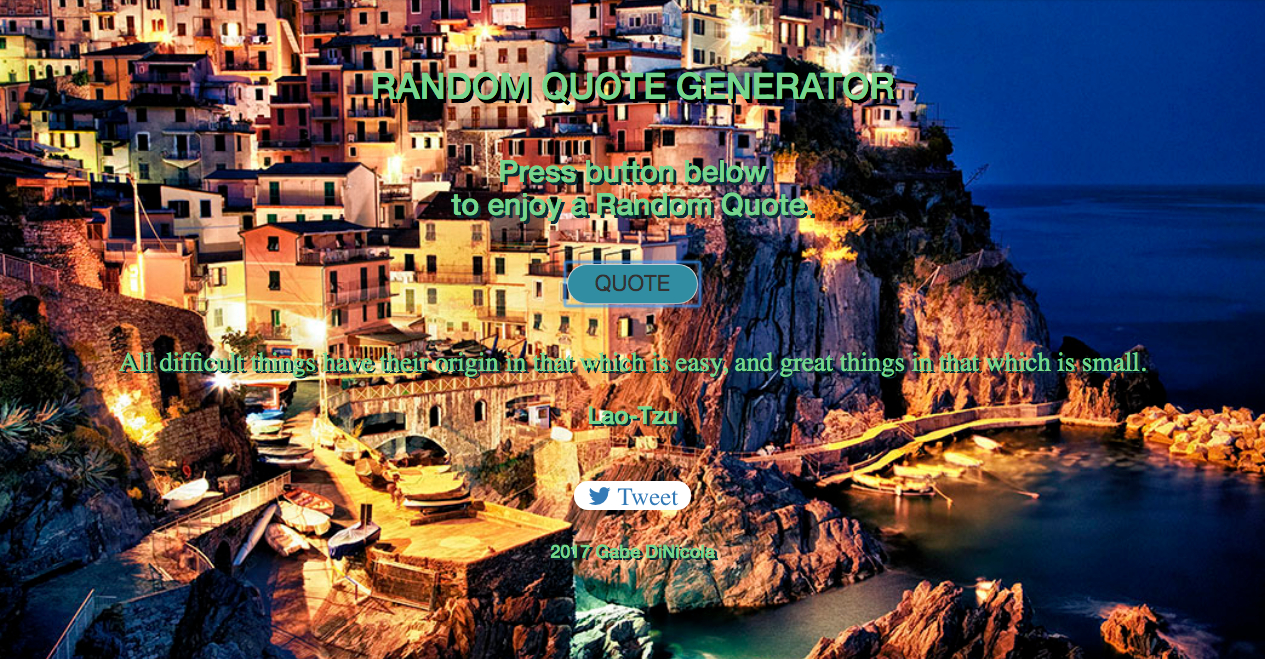 RANDOM QUOTE GENERATOR
Press button below
to enjoy a Random Quote.
QUOTE
All difficult things have their origin in that which is easy, and great things in that which is small.
Lao-Tzu
Tweet
2017 Gabe DiNicola